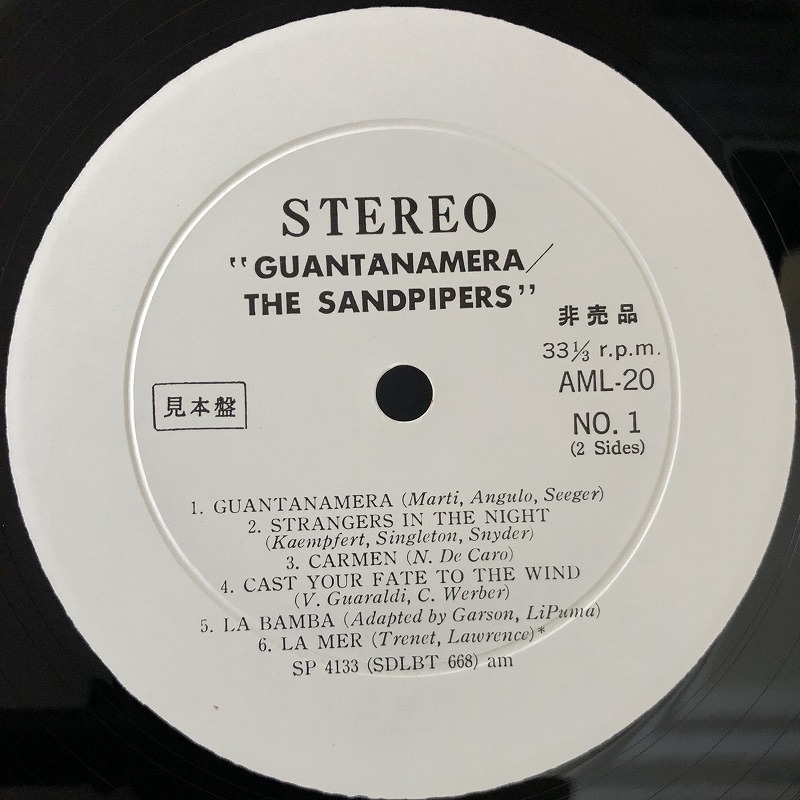 STEREO
“GUANTANAMERA/
THE SANDPIPERS”
非売品
33⅓ r.p.m.
AML-20
見本盤
NO. 1
(2 Sides)
1. GUANTANAMERA (Marti, Angulo, Seeger)
2. STRANGERS IN THE NIGHT
(Kaempfert, Singleton, Snyder)
3. CARMEN (N. De Caro)
4. CAST YOUR FATE TO THE WIND
(V. Guaraldi, C. Werber)
5. LA BAMBA (Adapted by Garson, LiPuma)
6. LA MER (Trenet, Lawrence)*
SP 4133 (SDLBT 668) am